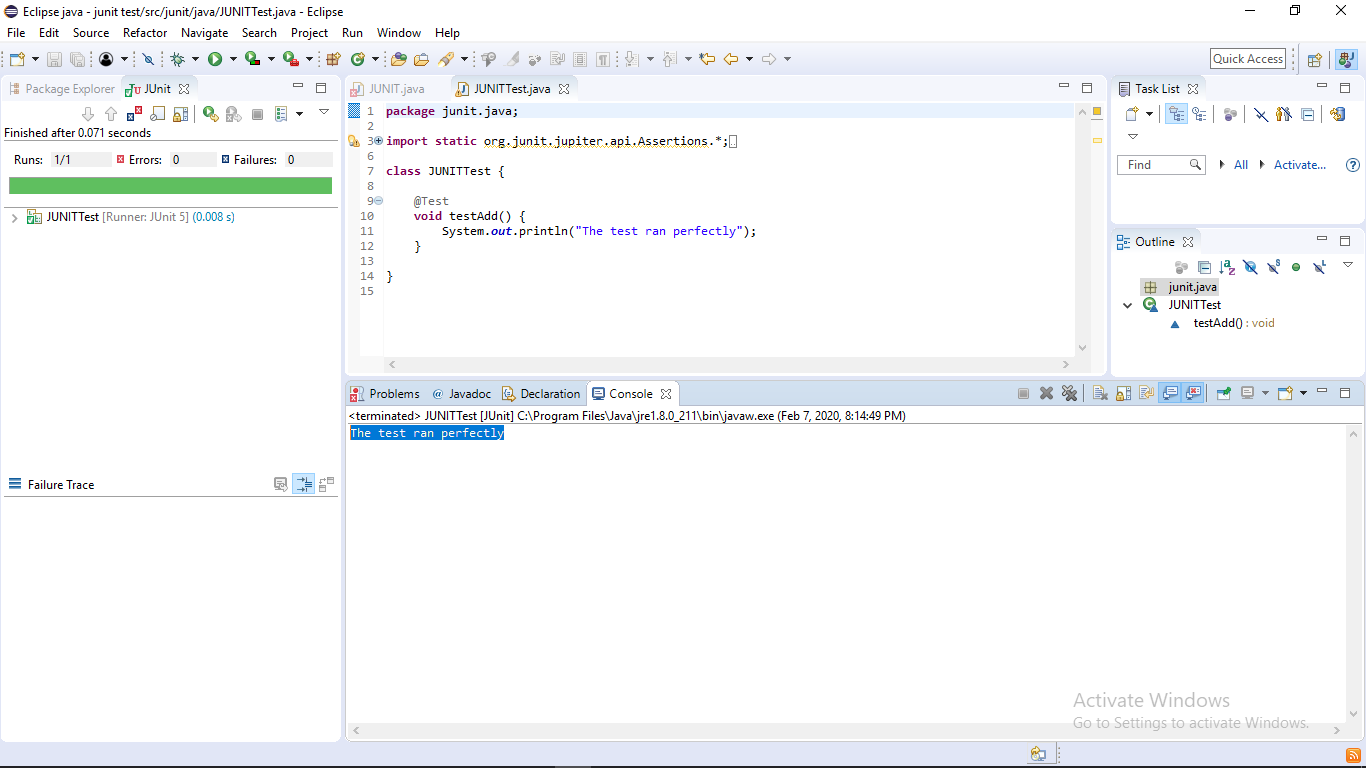 Eclipse java - junit test/src/junit/java/JUNITTest.java - Eclipse
File Edit Source Refactor Navigate Search Project Run Window Help
Quick Access
Package Explorer JUnit
Finished after 0.071 seconds
Runs: 1/1 Errors: 0 Failures: 0
JUNITTest [Runner: JUnit 5] (0.008 s)
Failure Trace
JUNIT.java JUNITTest.java
1 package junit.java;
2
3 import static org.junit.jupiter.api.Assertions.*;
6
7 class JUNITTest {
8
9 @Test
10 void testAdd() {
11 System.out.println("The test ran perfectly");
12 }
13
14 }
15
Task List
Find All Activate...
Outline
junit.java
JUNITTest
testAdd() : void
Problems @ Javadoc Declaration Console
<terminated> JUNITTest [JUnit] C:\Program Files\Java\jre1.8.0_211\bin\javaw.exe (Feb 7, 2020, 8:14:49 PM)
The test ran perfectly
Activate Windows
Go to Settings to activate Windows.